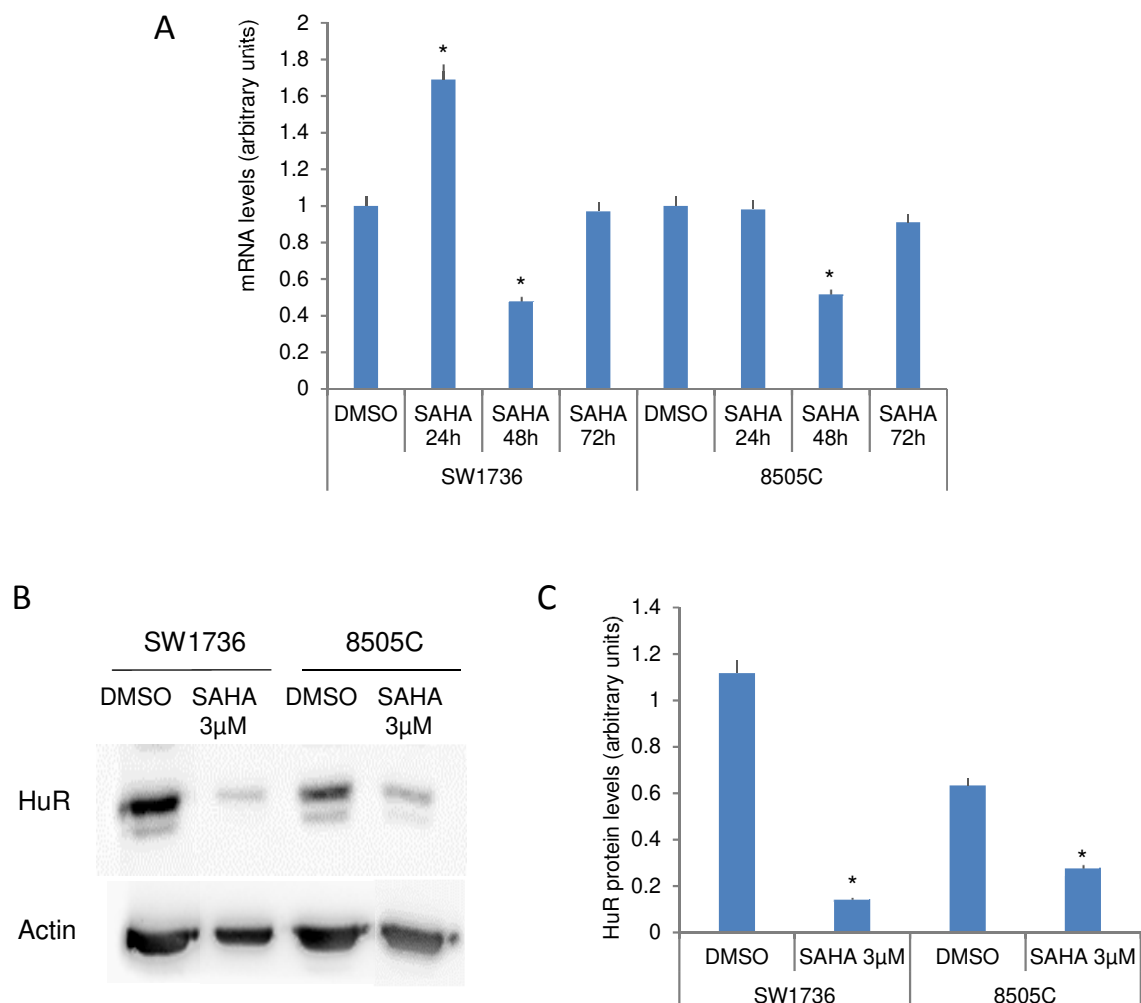 A
mRNA levels (arbitrary units)
2
1.8
1.6
1.4
1.2
1
0.8
0.6
0.4
0.2
0
*
*
*
DMSO SAHA 24h SAHA 48h SAHA 72h DMSO SAHA 24h SAHA 48h SAHA 72h
SW1736 8505C
B
SW1736 8505C
DMSO SAHA DMSO SAHA
3µM 3µM
HuR
Actin
C
HuR protein levels (arbitrary units)
1.4
1.2
1
0.8
0.6
0.4
0.2
0
*
*
DMSO SAHA 3µM DMSO SAHA 3µM
SW1736 8505C